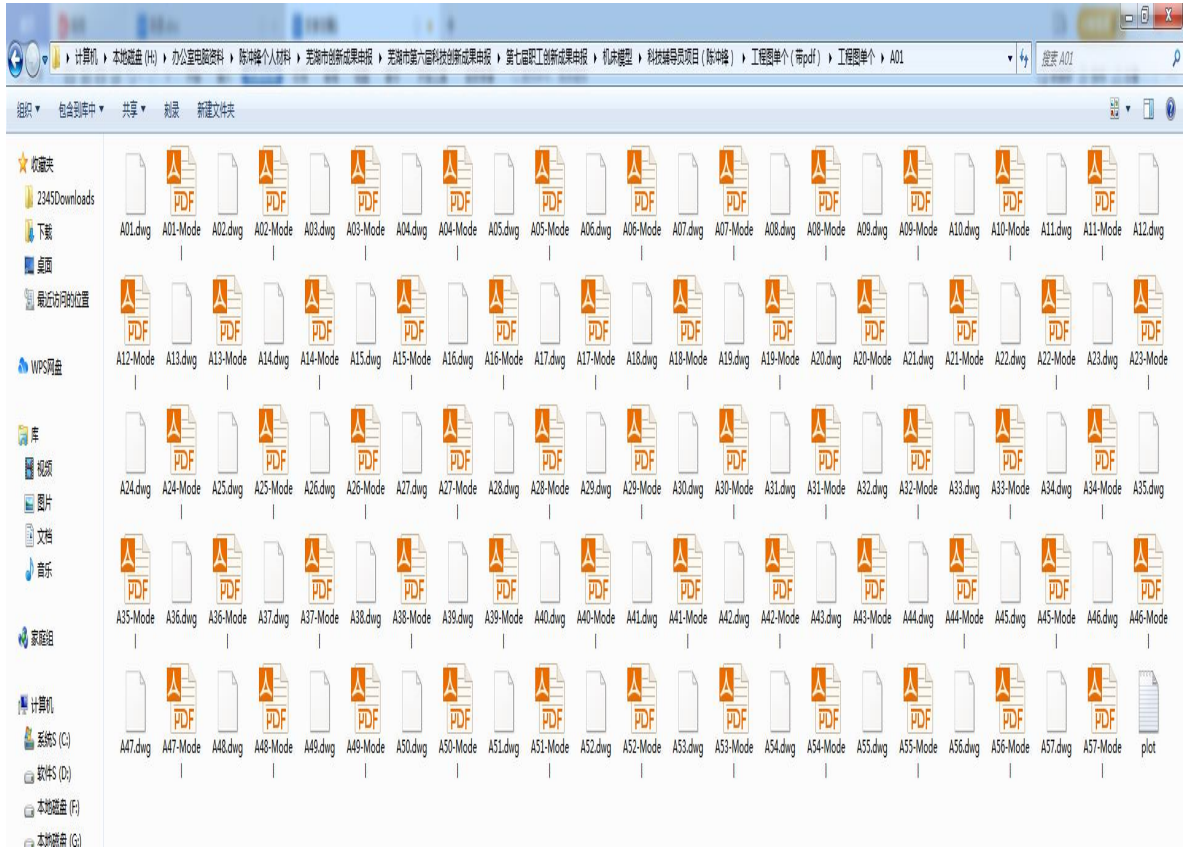 计算机 ▸ 本地磁盘 (H:) ▸ 办公室电脑资料 ▸ 陈冲锋个人材料 ▸ 芜湖市创新成果申报 ▸ 芜湖市第六届科技创新成果申报 ▸ 第七届职工创新成果申报 ▸ 机床模型 ▸ 科技辅导员项目 ( 陈冲锋 ) ▸ 工程图单个 ( 带pdf ) ▸ 工程图单个 ▸ A01
搜索 A01
组织 包含到库中 共享 刻录 新建文件夹
收藏夹
2345Downloads
下载
桌面
最近访问的位置
WPS网盘
库
视频
图片
文档
音乐
家庭组
计算机
系统S (C:)
软件S (D:)
本地磁盘 (F:)
本地磁盘 (G:)
A01.dwg A01-Model A02.dwg A02-Model A03.dwg A03-Model A04.dwg A04-Model A05.dwg A05-Model A06.dwg A06-Model A07.dwg A07-Model A08.dwg A08-Model A09.dwg A09-Model A10.dwg A10-Model A11.dwg A11-Model A12.dwg
A12-Model A13.dwg A13-Model A14.dwg A14-Model A15.dwg A15-Model A16.dwg A16-Model A17.dwg A17-Model A18.dwg A18-Model A19.dwg A19-Model A20.dwg A20-Model A21.dwg A21-Model A22.dwg A22-Model A23.dwg A23-Model
A24.dwg A24-Model A25.dwg A25-Model A26.dwg A26-Model A27.dwg A27-Model A28.dwg A28-Model A29.dwg A29-Model A30.dwg A30-Model A31.dwg A31-Model A32.dwg A32-Model A33.dwg A33-Model A34.dwg A34-Model A35.dwg
A35-Model A36.dwg A36-Model A37.dwg A37-Model A38.dwg A38-Model A39.dwg A39-Model A40.dwg A40-Model A41.dwg A41-Model A42.dwg A42-Model A43.dwg A43-Model A44.dwg A44-Model A45.dwg A45-Model A46.dwg A46-Model
A47.dwg A47-Model A48.dwg A48-Model A49.dwg A49-Model A50.dwg A50-Model A51.dwg A51-Model A52.dwg A52-Model A53.dwg A53-Model A54.dwg A54-Model A55.dwg A55-Model A56.dwg A56-Model A57.dwg A57-Model plot